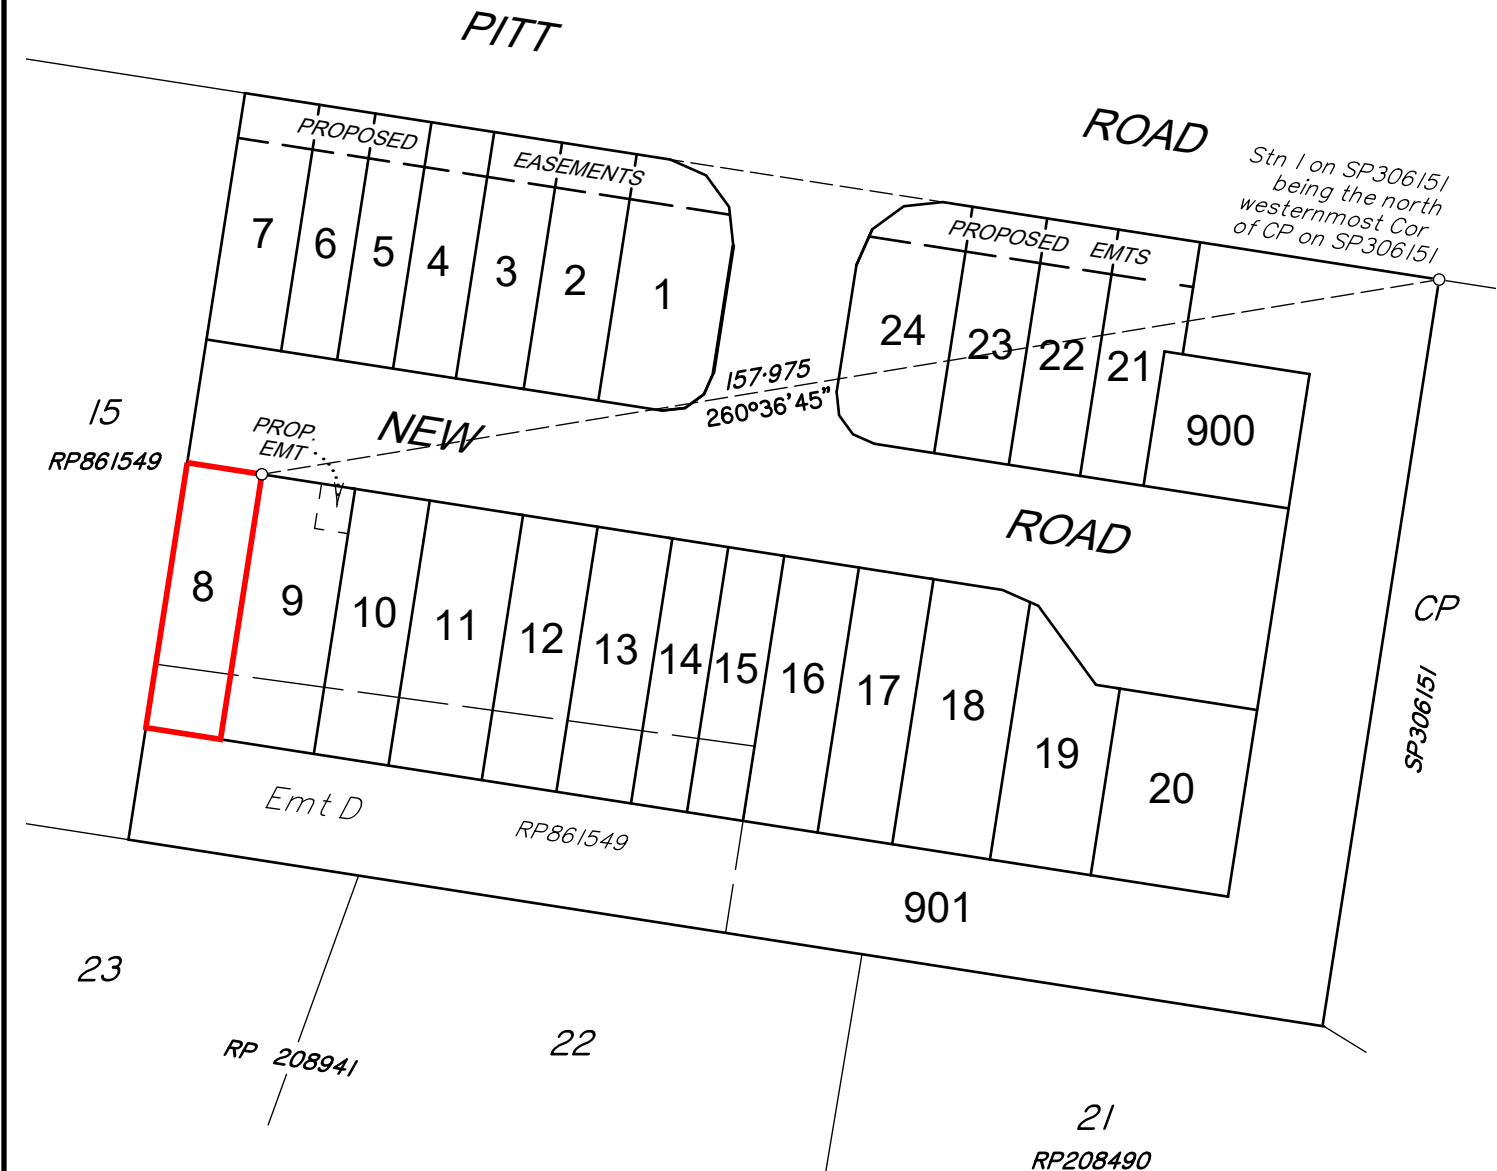 PITT
ROAD
Stn 1 on SP306151
being the north
westernmost Cor
of CP on SP306151
PROPOSED
EASEMENTS
PROPOSED EMTS
7
6
5
4
3
2
1
24
23
22
21
900
157·975
260°36'45"
15
RP861549
PROP.
EMT
NEW
ROAD
8
9
10
11
12
13
14
15
16
17
18
19
20
CP
SP306151
Emt D
RP861549
901
23
22
RP 208941
21
RP208490